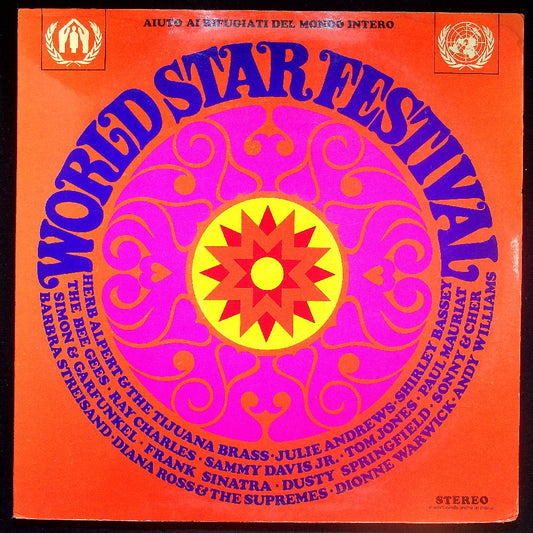 AIUTO AI RIFUGIATI DEL MONDO INTERO
WORLD STAR FESTIVAL
HERB ALPERT & THE TIJUANA BRASS · JULIE ANDREWS · SHIRLEY BASSEY
THE BEE GEES · RAY CHARLES · SAMMY DAVIS JR. · TOM JONES · PAUL MAURIAT
SIMON & GARFUNKEL · FRANK SINATRA · DUSTY SPRINGFIELD · SONNY & CHER
BARBRA STREISAND · DIANA ROSS & THE SUPREMES · DIONNE WARWICK · ANDY WILLIAMS
STEREO